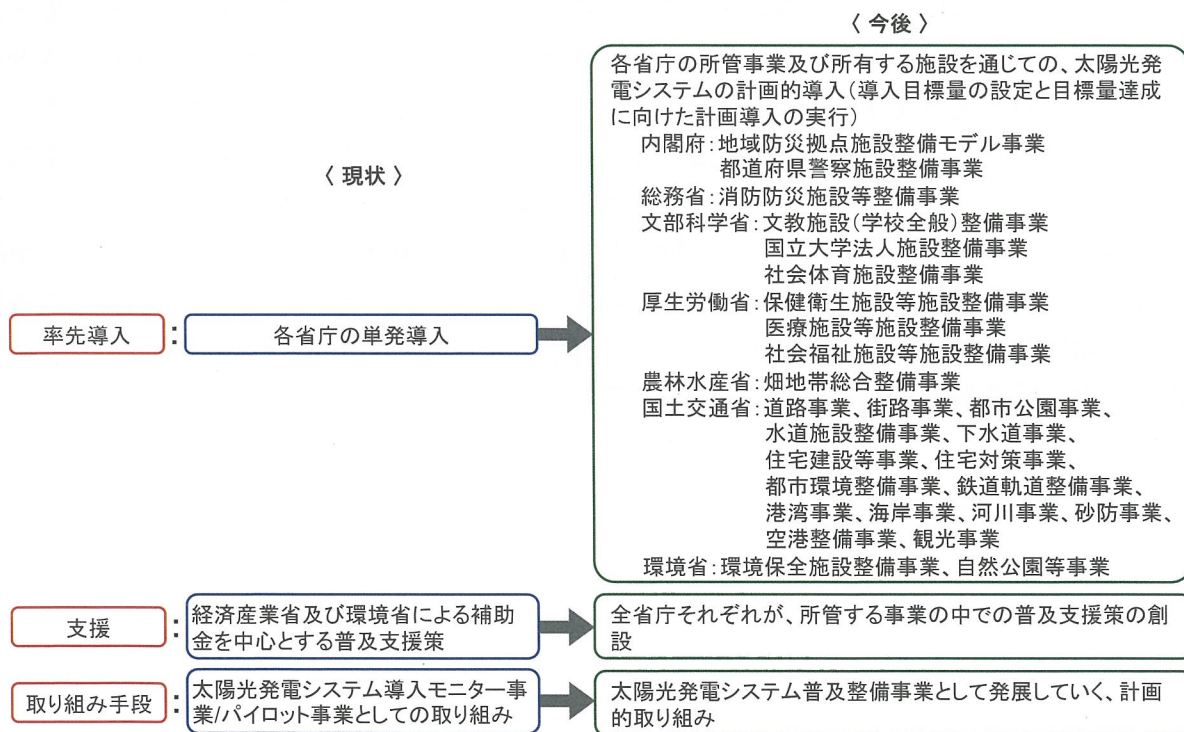 〈 今後 〉
〈 現状 〉
各省庁の所管事業及び所有する施設を通じての、太陽光発
電システムの計画的導入(導入目標量の設定と目標量達成
に向けた計画導入の実行)
内閣府:地域防災拠点施設整備モデル事業
都道府県警察施設整備事業
総務省:消防防災施設等整備事業
文部科学省:文教施設(学校全般)整備事業
国立大学法人施設整備事業
社会体育施設整備事業
厚生労働省:保健衛生施設等施設整備事業
医療施設等施設整備事業
社会福祉施設等施設整備事業
農林水産省:畑地帯総合整備事業
国土交通省:道路事業、街路事業、都市公園事業、
水道施設整備事業、下水道事業、
住宅建設等事業、住宅対策事業、
都市環境整備事業、鉄道軌道整備事業、
港湾事業、海岸事業、河川事業、砂防事業、
空港整備事業、観光事業
環境省:環境保全施設整備事業、自然公園等事業
率先導入 : 各省庁の単発導入
支援 : 経済産業省及び環境省による補助
金を中心とする普及支援策
全省庁それぞれが、所管する事業の中での普及支援策の創
設
取り組み手段 : 太陽光発電システム導入モニター事
業/パイロット事業としての取り組み
太陽光発電システム普及整備事業として発展していく、計画
的取り組み